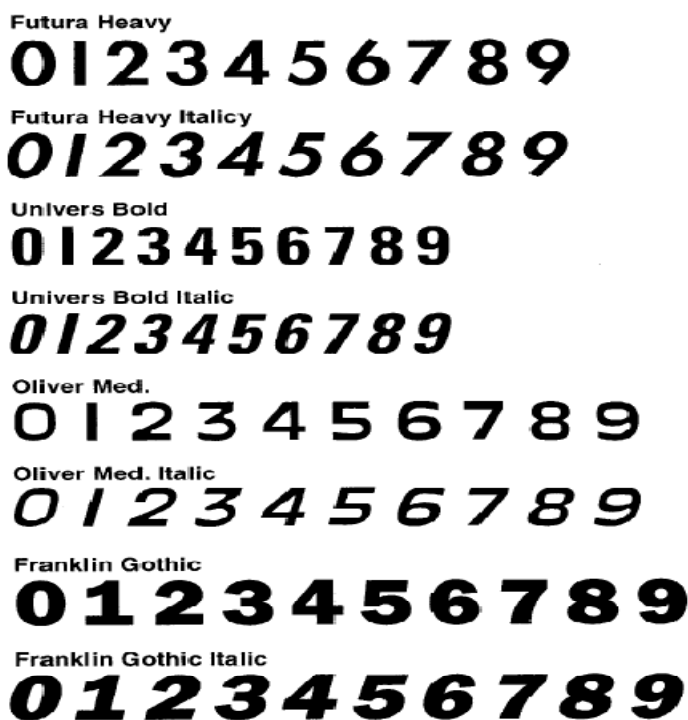 Futura Heavy
0123456789
Futura Heavy Italicy
0123456789
Univers Bold
0123456789
Univers Bold Italic
0123456789
Oliver Med.
0123456789
Oliver Med. Italic
0123456789
Franklin Gothic
0123456789
Franklin Gothic Italic
0123456789